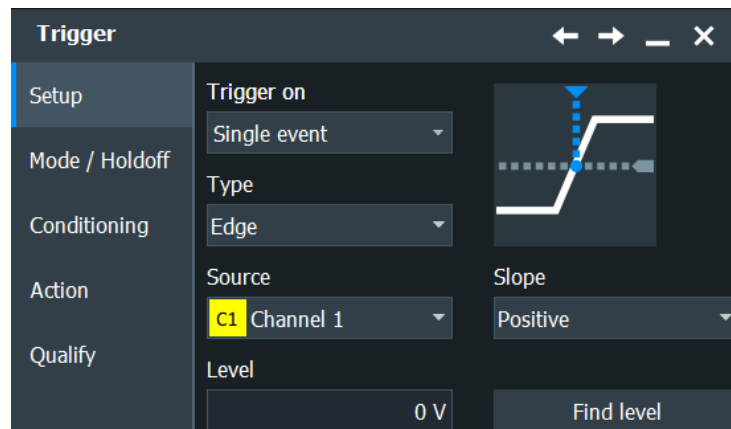 Trigger
Setup
Mode / Holdoff
Conditioning
Action
Qualify
Trigger on
Single event
Type
Edge
Source
C1 Channel 1
Slope
Positive
Level
0 V
Find level